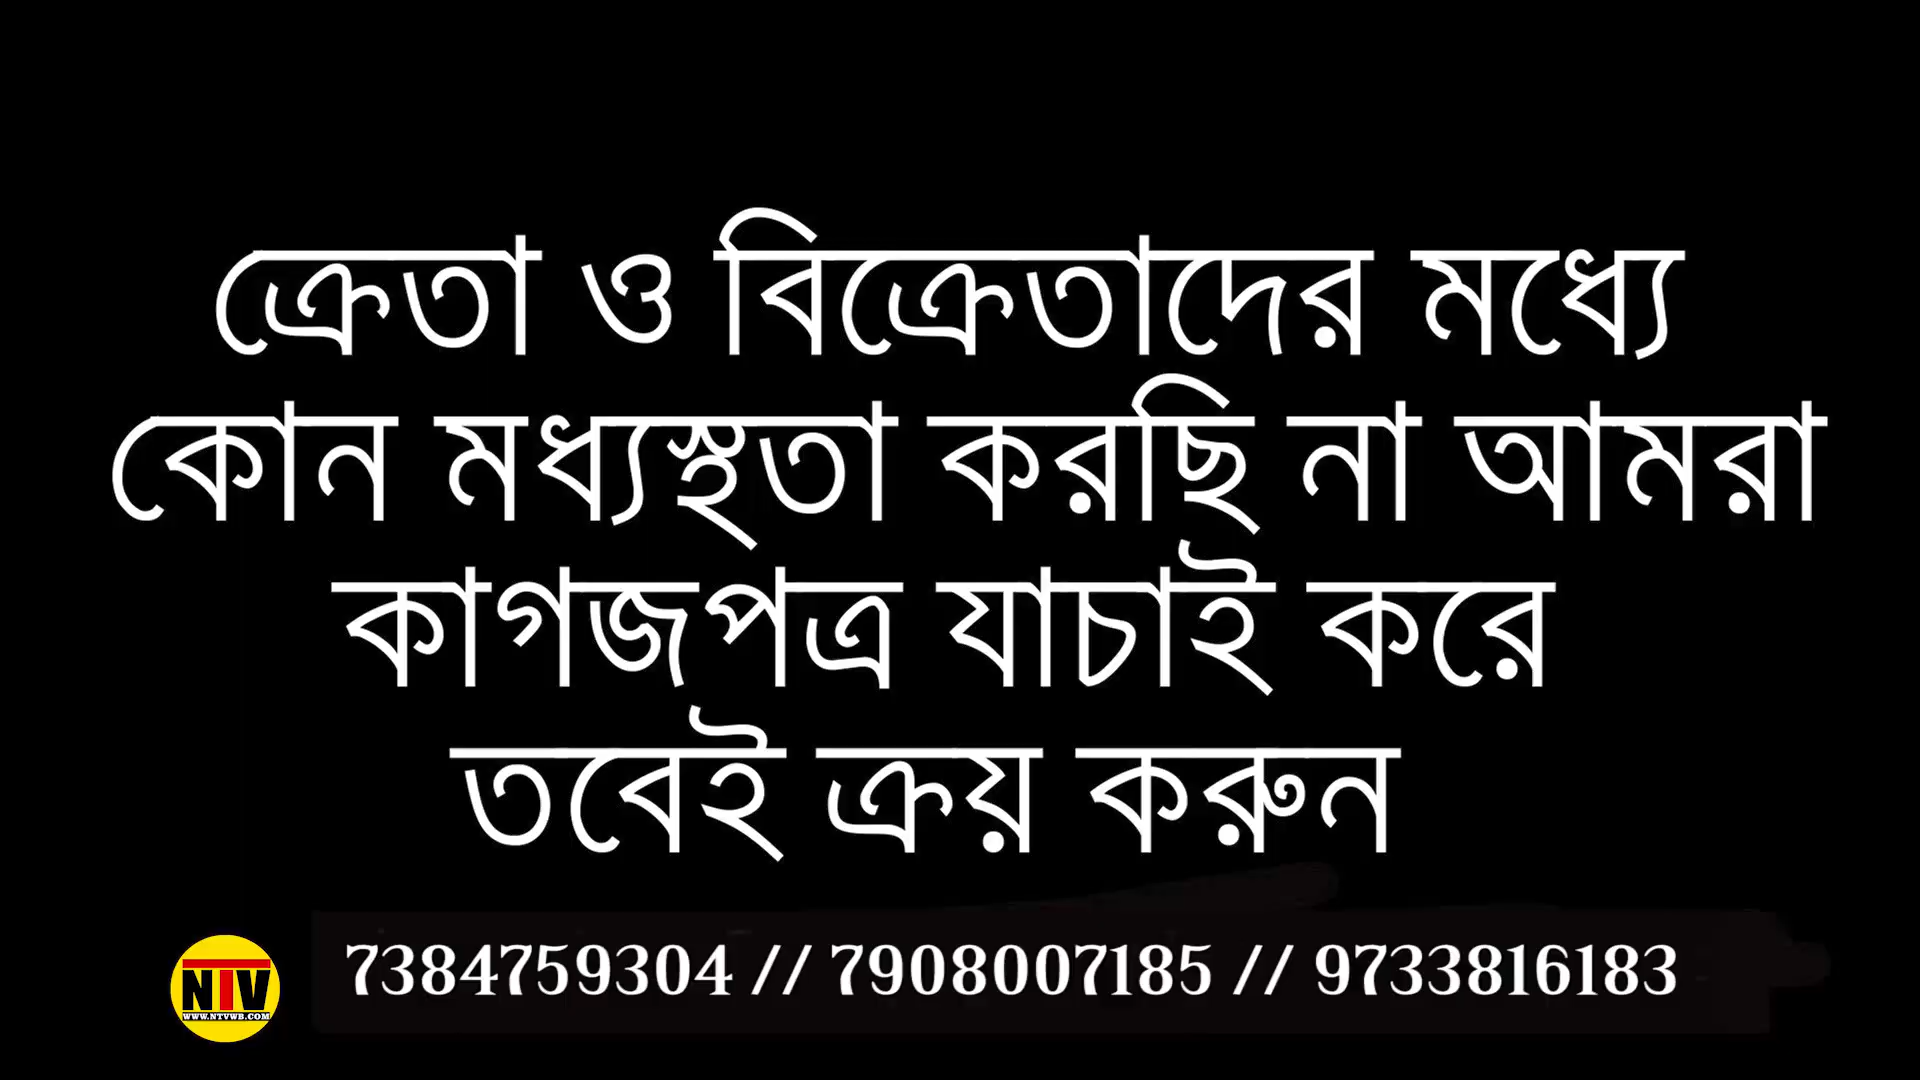 ক্রেতা ও বিক্রেতাদের মধ্যে
কোন মধ্যস্থতা করছি না আমরা
কাগজপত্র যাচাই করে
তবেই ক্রয় করুন
7384759304 // 7908007185 // 9733816183
NTV
WWW.NTVWB.COM